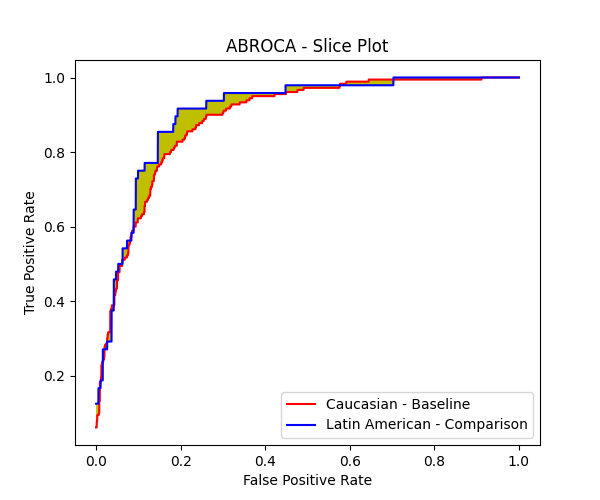 ABROCA - Slice Plot
True Positive Rate
1.0
0.8
0.6
0.4
0.2
0.0 0.2 0.4 0.6 0.8 1.0
False Positive Rate
Caucasian - Baseline
Latin American - Comparison